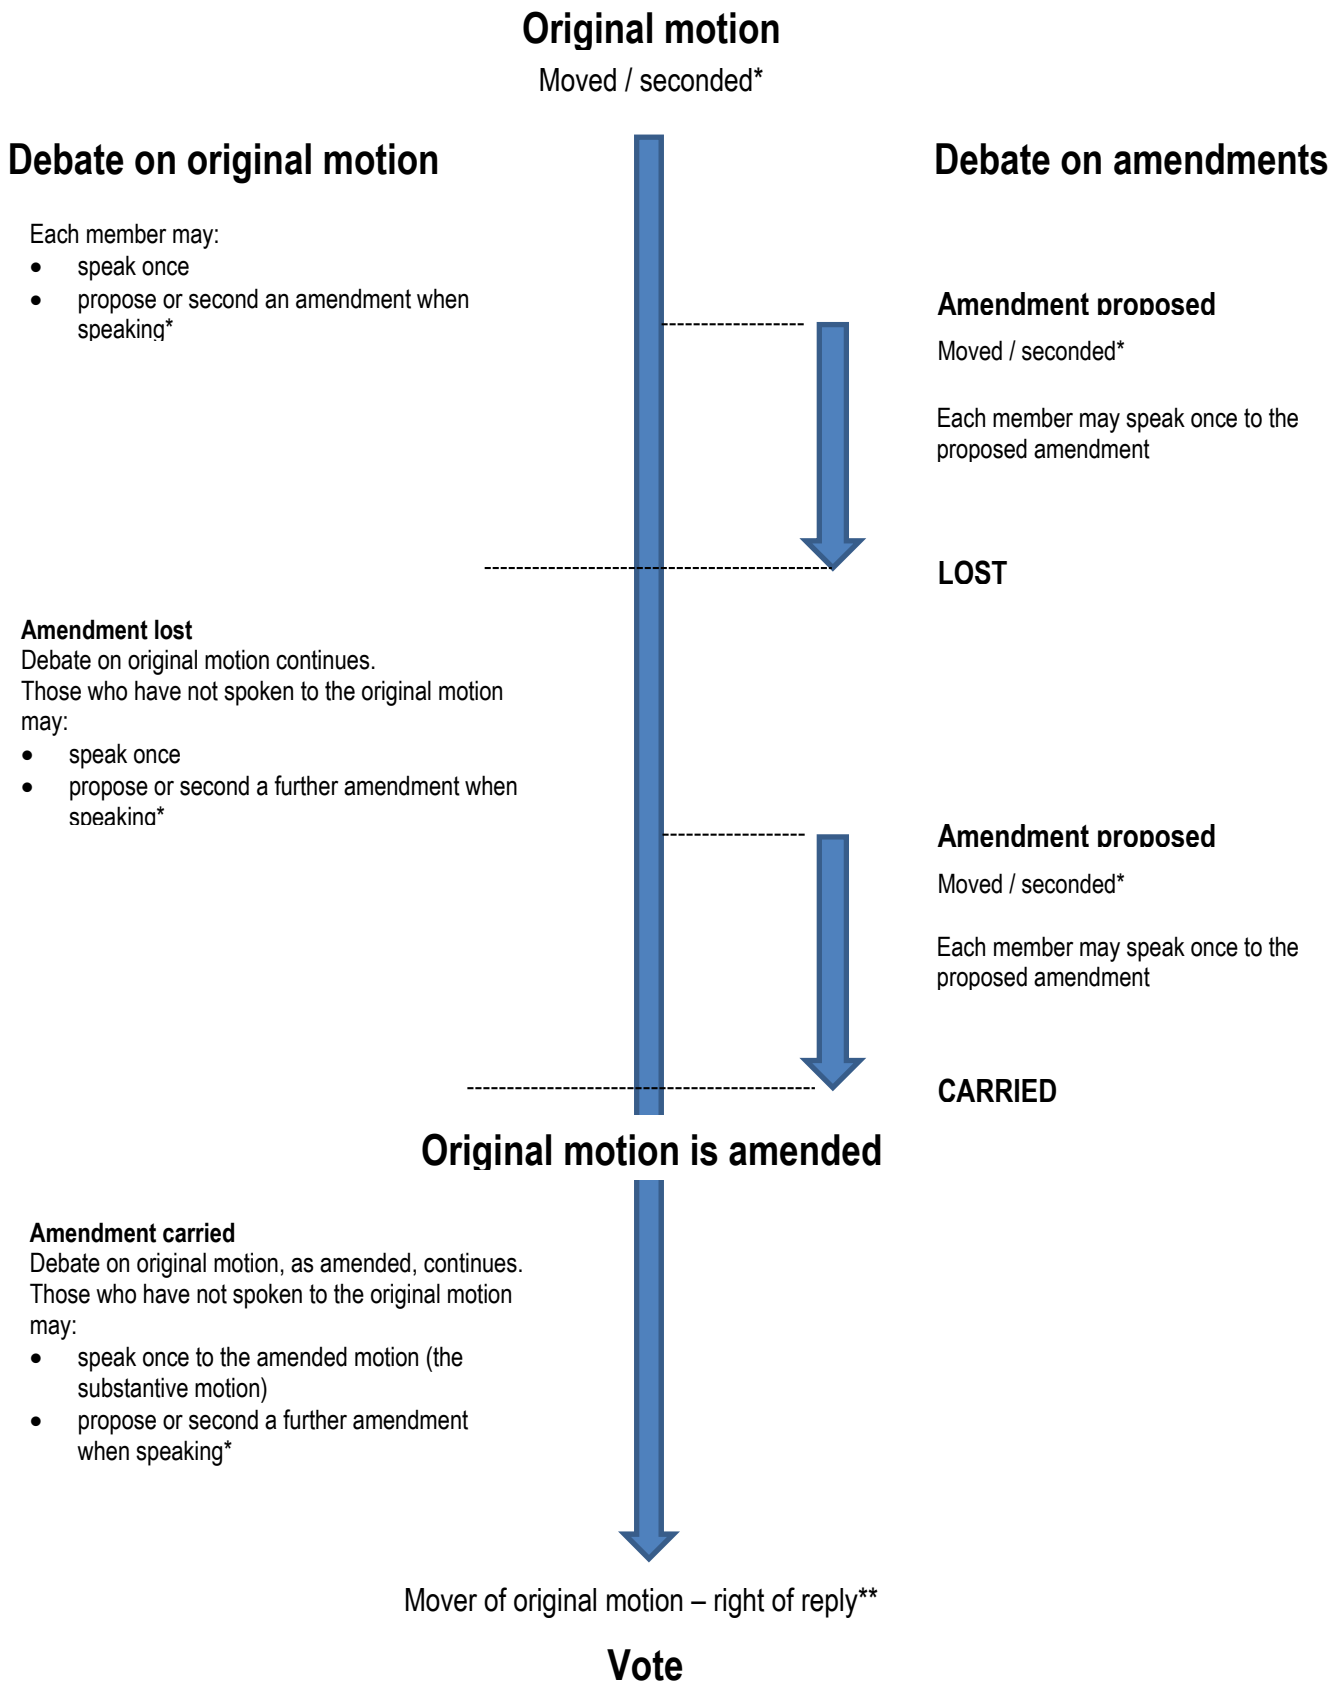 Original motion
Moved / seconded*
Debate on original motion
Debate on amendments
Each member may:
• speak once
• propose or second an amendment when
speaking*
Amendment proposed
Moved / seconded*
Each member may speak once to the
proposed amendment
LOST
Amendment lost
Debate on original motion continues.
Those who have not spoken to the original motion
may:
• speak once
• propose or second a further amendment when
speaking*
Amendment proposed
Moved / seconded*
Each member may speak once to the
proposed amendment
CARRIED
Original motion is amended
Amendment carried
Debate on original motion, as amended, continues.
Those who have not spoken to the original motion
may:
• speak once to the amended motion (the
substantive motion)
• propose or second a further amendment
when speaking*
Mover of original motion – right of reply**
Vote